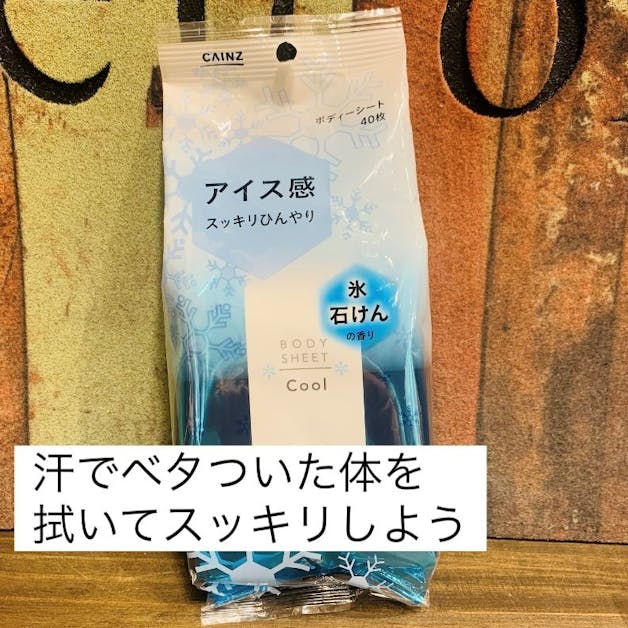 CAINZ
ボディーシート
40枚
アイス感
スッキリひんやり
氷
石けん
の香り
BODY
SHEET
Cool
汗でベタついた体を
拭いてスッキリしよう